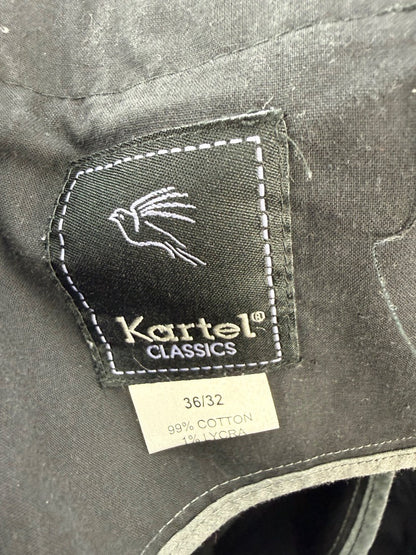 Kartel®
CLASSICS
36/32
99% COTTON
1% LYCRA